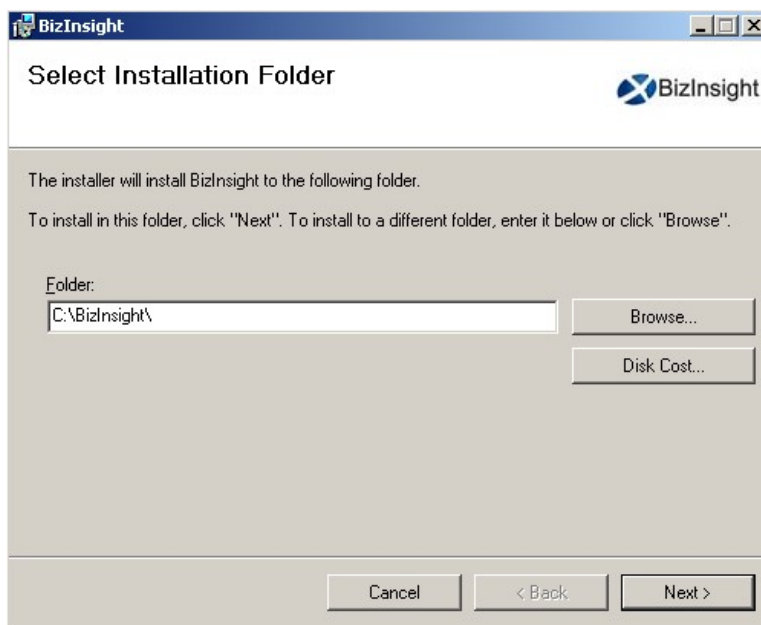 BizInsight
Select Installation Folder
BizInsight
The installer will install BizInsight to the following folder.
To install in this folder, click "Next". To install to a different folder, enter it below or click "Browse".
Folder:
C:\BizInsight\
Browse...
Disk Cost...
Cancel
< Back
Next >